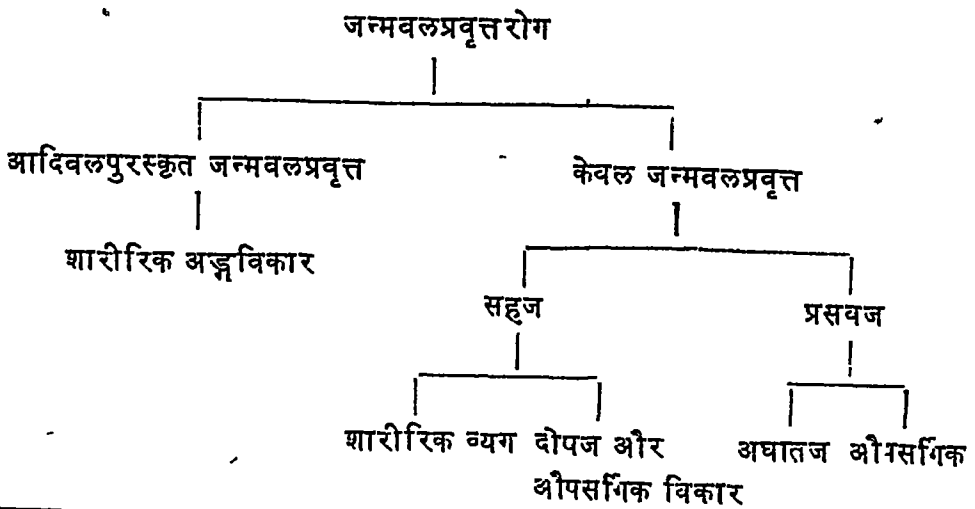 जन्मवलप्रवृत्तरोग
आदिवलपुरस्कृत जन्मवलप्रवृत्त केवल जन्मवलप्रवृत्त
शारीरिक अङ्गविकार
सहज प्रसवज
शारीरिक व्यग दोपज और अघातज औपसर्गिक
औपसर्गिक विकार